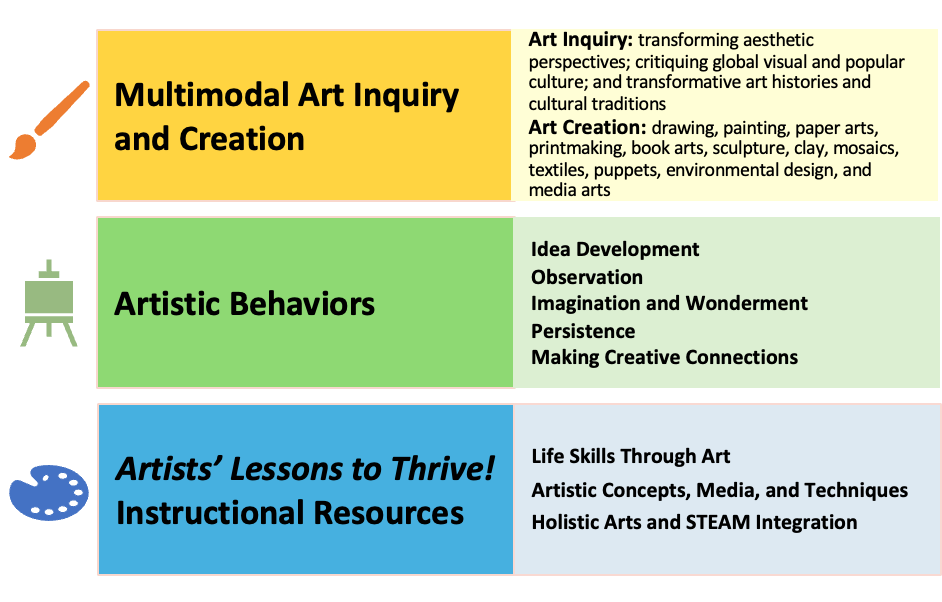 Multimodal Art Inquiry
and Creation
Art Inquiry: transforming aesthetic
perspectives; critiquing global visual and popular
culture; and transformative art histories and
cultural traditions
Art Creation: drawing, painting, paper arts,
printmaking, book arts, sculpture, clay, mosaics,
textiles, puppets, environmental design, and
media arts
Artistic Behaviors
Idea Development
Observation
Imagination and Wonderment
Persistence
Making Creative Connections
Artists’ Lessons to Thrive!
Instructional Resources
Life Skills Through Art
Artistic Concepts, Media, and Techniques
Holistic Arts and STEAM Integration